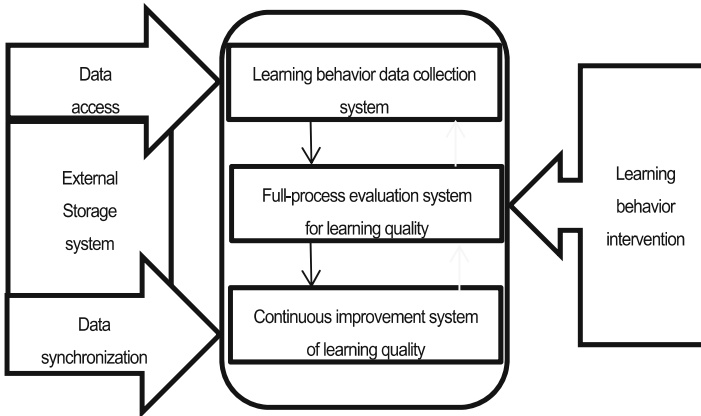 Data
access
External
Storage
system
Data
synchronization
Learning behavior data collection
system
Full-process evaluation system
for learning quality
Continuous improvement system
of learning quality
Learning
behavior
intervention